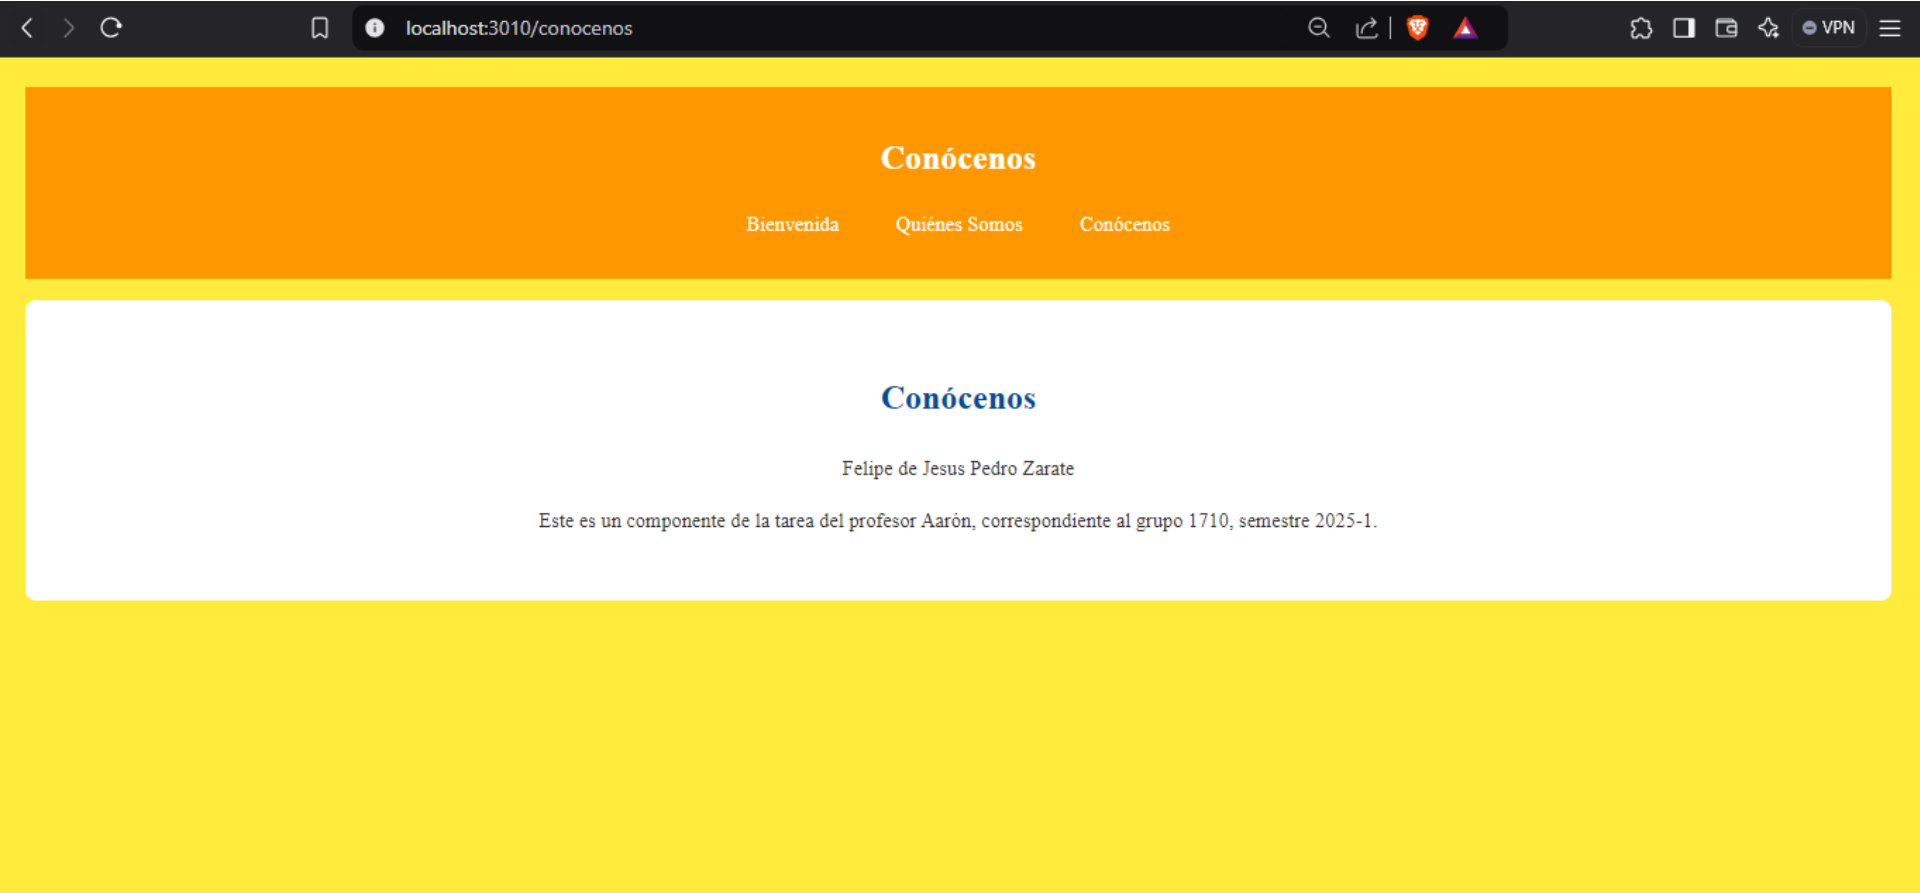 localhost:3010/conocenos
VPN
Conócenos
Bienvenida Quiénes Somos Conócenos
Conócenos
Felipe de Jesus Pedro Zarate
Este es un componente de la tarea del profesor Aarón, correspondiente al grupo 1710, semestre 2025-1.